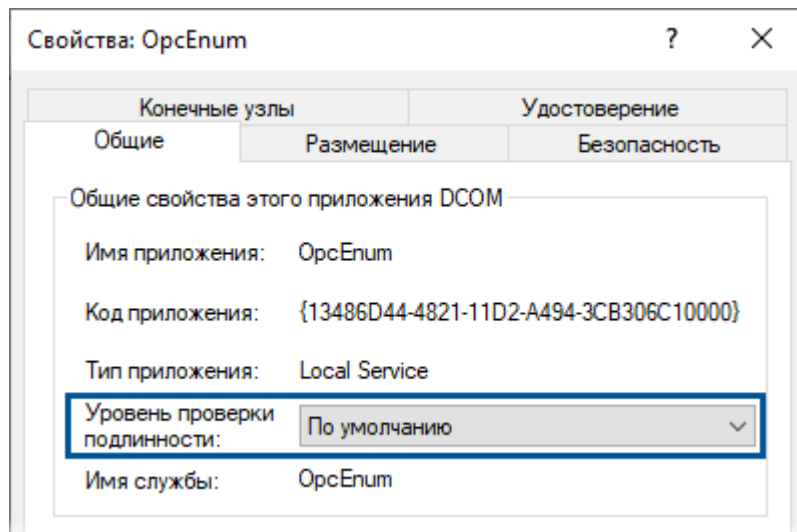 Свойства: OpcEnum
Конечные узлы Удостоверение
Общие Размещение Безопасность
Общие свойства этого приложения DCOM
Имя приложения: OpcEnum
Код приложения: {13486D44-4821-11D2-A494-3CB306C10000}
Тип приложения: Local Service
Уровень проверки
подлинности: По умолчанию
Имя службы: OpcEnum